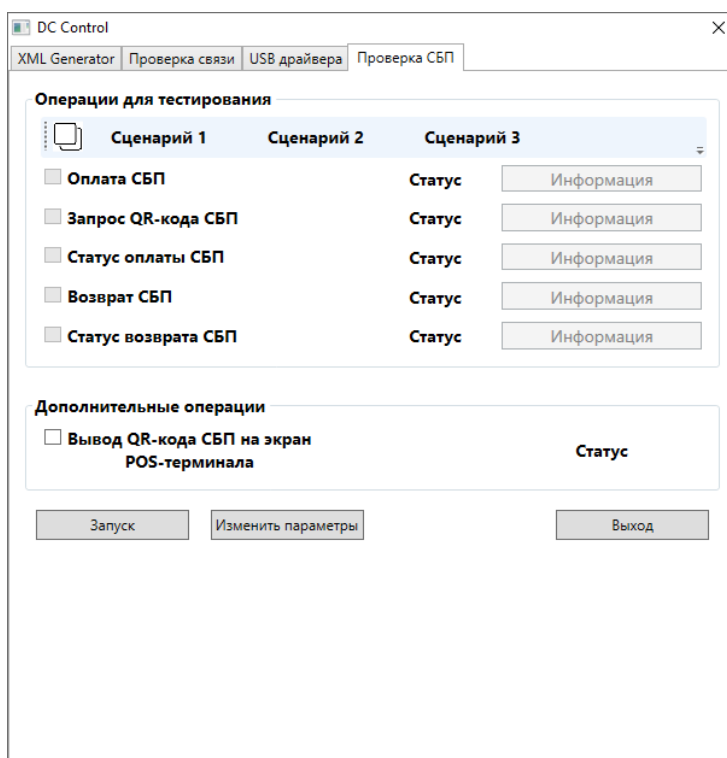 DC Control
XML Generator Проверка связи USB драйвера Проверка СБП
Операции для тестирования
Сценарий 1 Сценарий 2 Сценарий 3
Оплата СБП Статус Информация
Запрос QR-кода СБП Статус Информация
Статус оплаты СБП Статус Информация
Возврат СБП Статус Информация
Статус возврата СБП Статус Информация
Дополнительные операции
Вывод QR-кода СБП на экран
POS-терминала Статус
Запуск Изменить параметры Выход